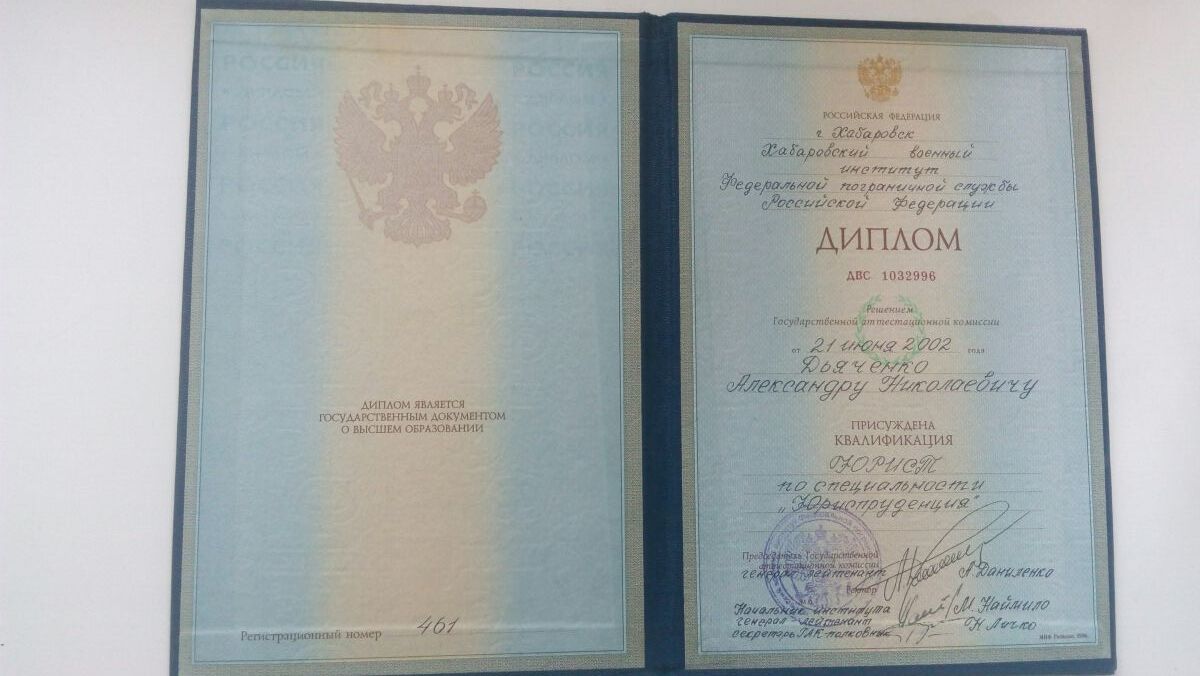 ДИПЛОМ ЯВЛЯЕТСЯ
ГОСУДАРСТВЕННЫМ ДОКУМЕНТОМ
О ВЫСШЕМ ОБРАЗОВАНИИ
Регистрационный номер 461
РОССИЙСКАЯ ФЕДЕРАЦИЯ
г Хабаровск
Хабаровский военный
институт
Федеральной пограничной службы
Российской Федерации
ДИПЛОМ
ДВС 1032996
Решением
Государственной аттестационной комиссии
от 21 июня 2002 года
Дьяченко
Александру Николаевичу
ПРИСУЖДЕНА
КВАЛИФИКАЦИЯ
ЮРИСТ
по специальности
„Юриспруденция"
Председатель Государственной
аттестационной комиссии
генерал лейтенант А.Даниленко
Ректор
Начальник института
генерал лейтенант М.Наймило
секретарь ГАК полковник Н.Личко